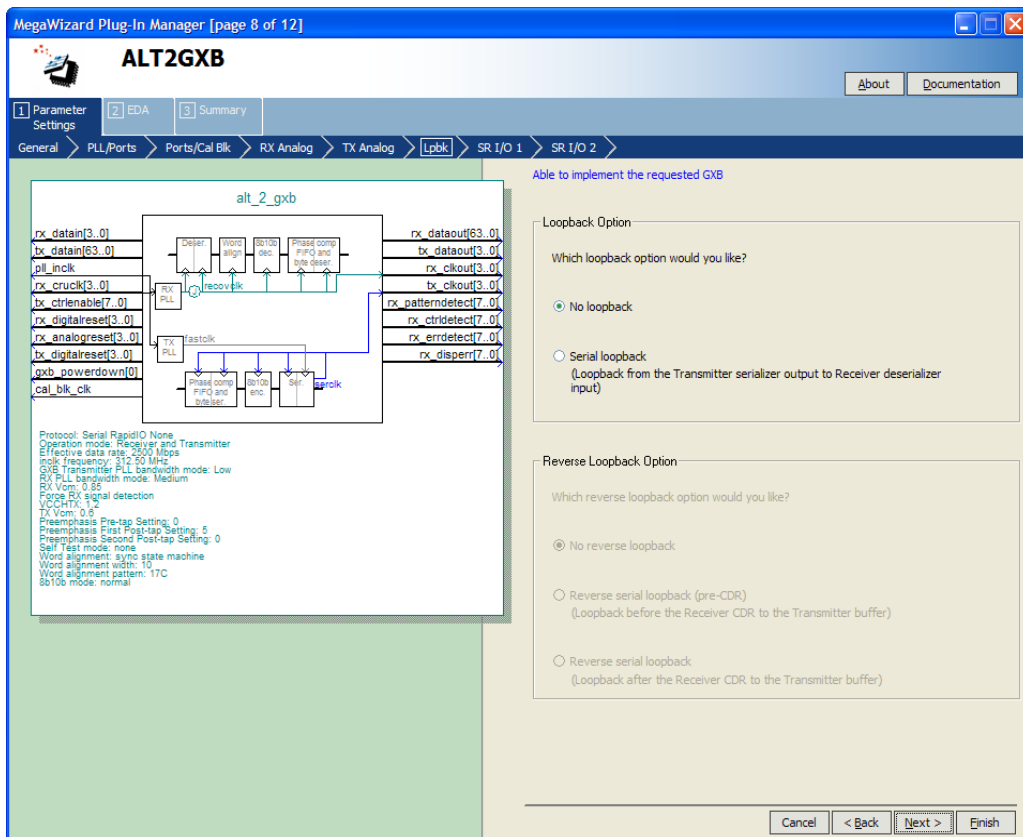 MegaWizard Plug-In Manager [page 8 of 12]
ALT2GXB
About
Documentation
1 Parameter Settings
2 EDA
3 Summary
General
PLL/Ports
Ports/Cal Blk
RX Analog
TX Analog
Lpbk
SR I/O 1
SR I/O 2
alt_2_gxb
rx_datain[3..0]
tx_datain[63..0]
pll_inclk
rx_cruclk[3..0]
tx_ctrlenable[7..0]
rx_digitalreset[3..0]
rx_analogreset[3..0]
tx_digitalreset[3..0]
gxb_powerdown[0]
cal_blk_clk
Deser.
Word
align
8b10b
dec.
Phase comp
FIFO and
byte deser.
RX
PLL
recovclk
TX
PLL
fastclk
Phase comp
FIFO and
byte ser.
8b10b
enc.
Ser.
serclk
rx_dataout[63..0]
tx_dataout[3..0]
rx_clkout[3..0]
tx_clkout[3..0]
rx_patterndetect[7..0]
rx_ctrldetect[7..0]
rx_errdetect[7..0]
rx_disperr[7..0]
Protocol: Serial RapidIO None
Operation mode: Receiver and Transmitter
Effective data rate: 2500 Mbps
inclk frequency: 312.50 MHz
GXB Transmitter PLL bandwidth mode: Low
RX PLL bandwidth mode: Medium
RX Vcm: 0.85
Force RX signal detection
VCCHTX: 1.2
TX Vcm: 0.6
Preemphasis Pre-tap Setting: 0
Preemphasis First Post-tap Setting: 5
Preemphasis Second Post-tap Setting: 0
Self Test mode: none
Word alignment: sync state machine
Word alignment width: 10
Word alignment pattern: 17C
8b10b mode: normal
Able to implement the requested GXB
Loopback Option
Which loopback option would you like?
No loopback
Serial loopback
(Loopback from the Transmitter serializer output to Receiver deserializer
input)
Reverse Loopback Option
Which reverse loopback option would you like?
No reverse loopback
Reverse serial loopback (pre-CDR)
(Loopback before the Receiver CDR to the Transmitter buffer)
Reverse serial loopback
(Loopback after the Receiver CDR to the Transmitter buffer)
Cancel
< Back
Next >
Finish